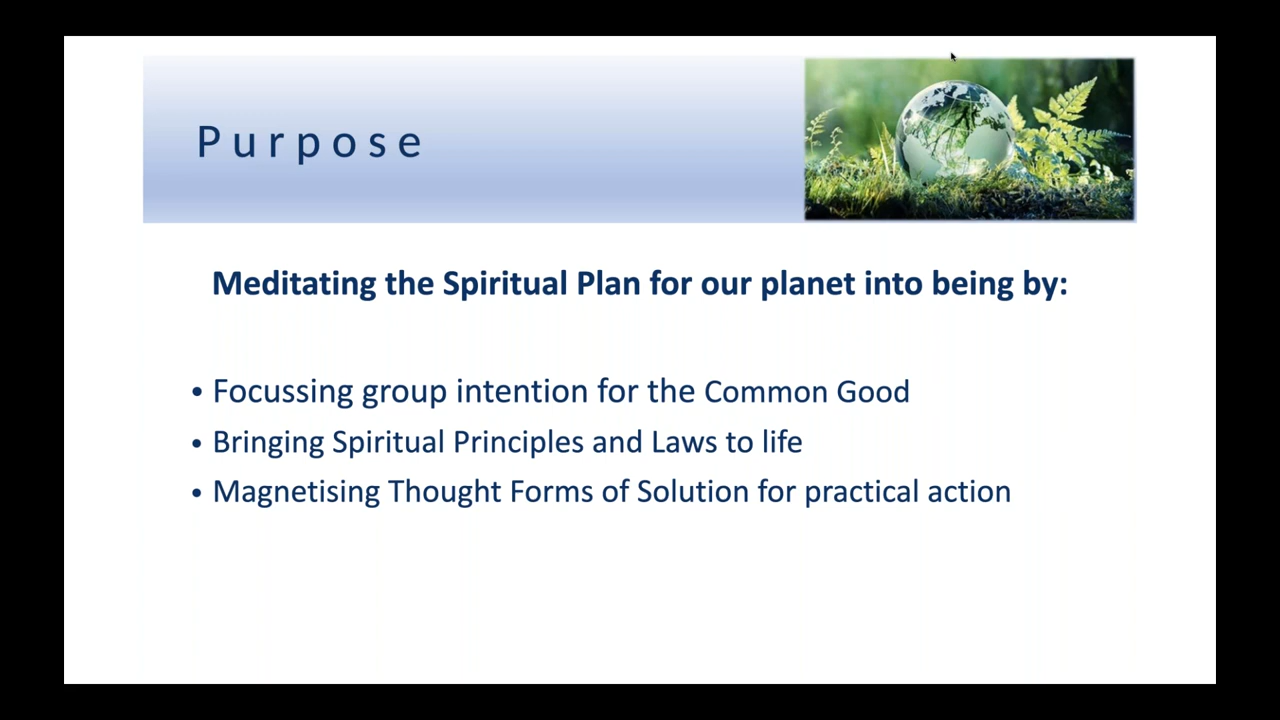 Purpose
Meditating the Spiritual Plan for our planet into being by:
• Focussing group intention for the Common Good
• Bringing Spiritual Principles and Laws to life
• Magnetising Thought Forms of Solution for practical action